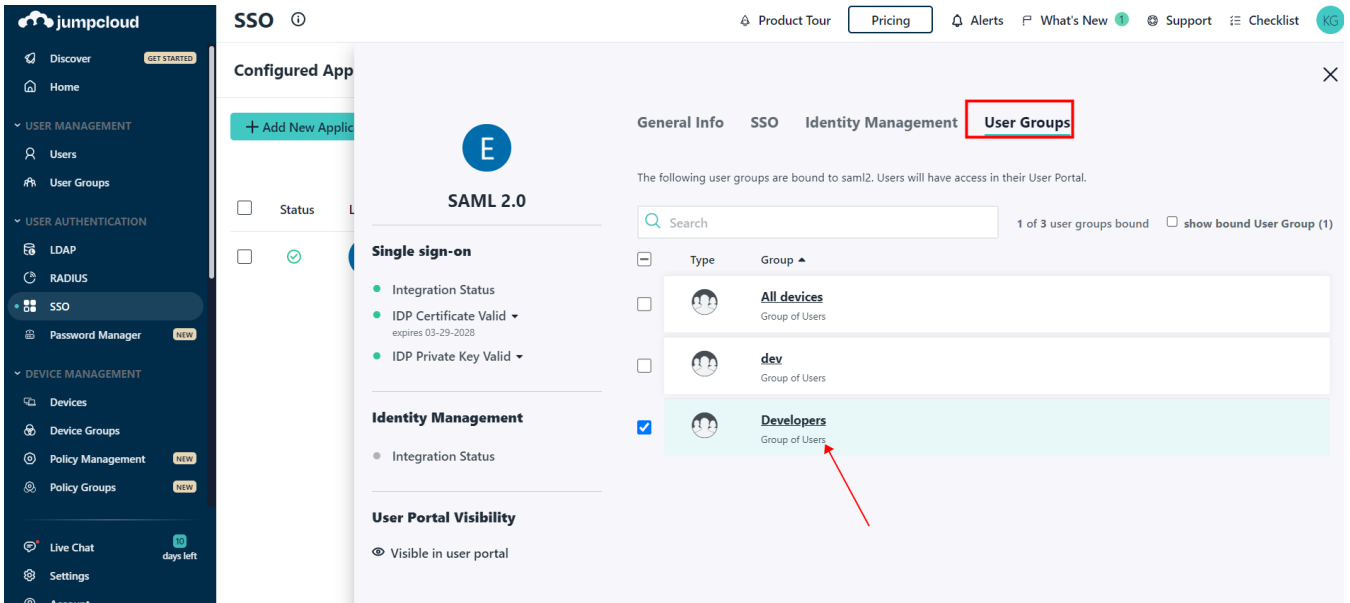 jumpcloud
SSO
Product Tour
Pricing
Alerts
What's New 1
Support
Checklist
KG
Discover GET STARTED
Home
USER MANAGEMENT
Users
User Groups
USER AUTHENTICATION
LDAP
RADIUS
SSO
Password Manager NEW
DEVICE MANAGEMENT
Devices
Device Groups
Policy Management NEW
Policy Groups NEW
Live Chat 10 days left
Settings
Configured App
+ Add New Applic
Status L
E
SAML 2.0
Single sign-on
Integration Status
IDP Certificate Valid
expires 03-29-2028
IDP Private Key Valid
Identity Management
Integration Status
User Portal Visibility
Visible in user portal
General Info SSO Identity Management User Groups
The following user groups are bound to saml2. Users will have access in their User Portal.
Search
1 of 3 user groups bound show bound User Group (1)
Type Group
All devices
Group of Users
dev
Group of Users
Developers
Group of Users